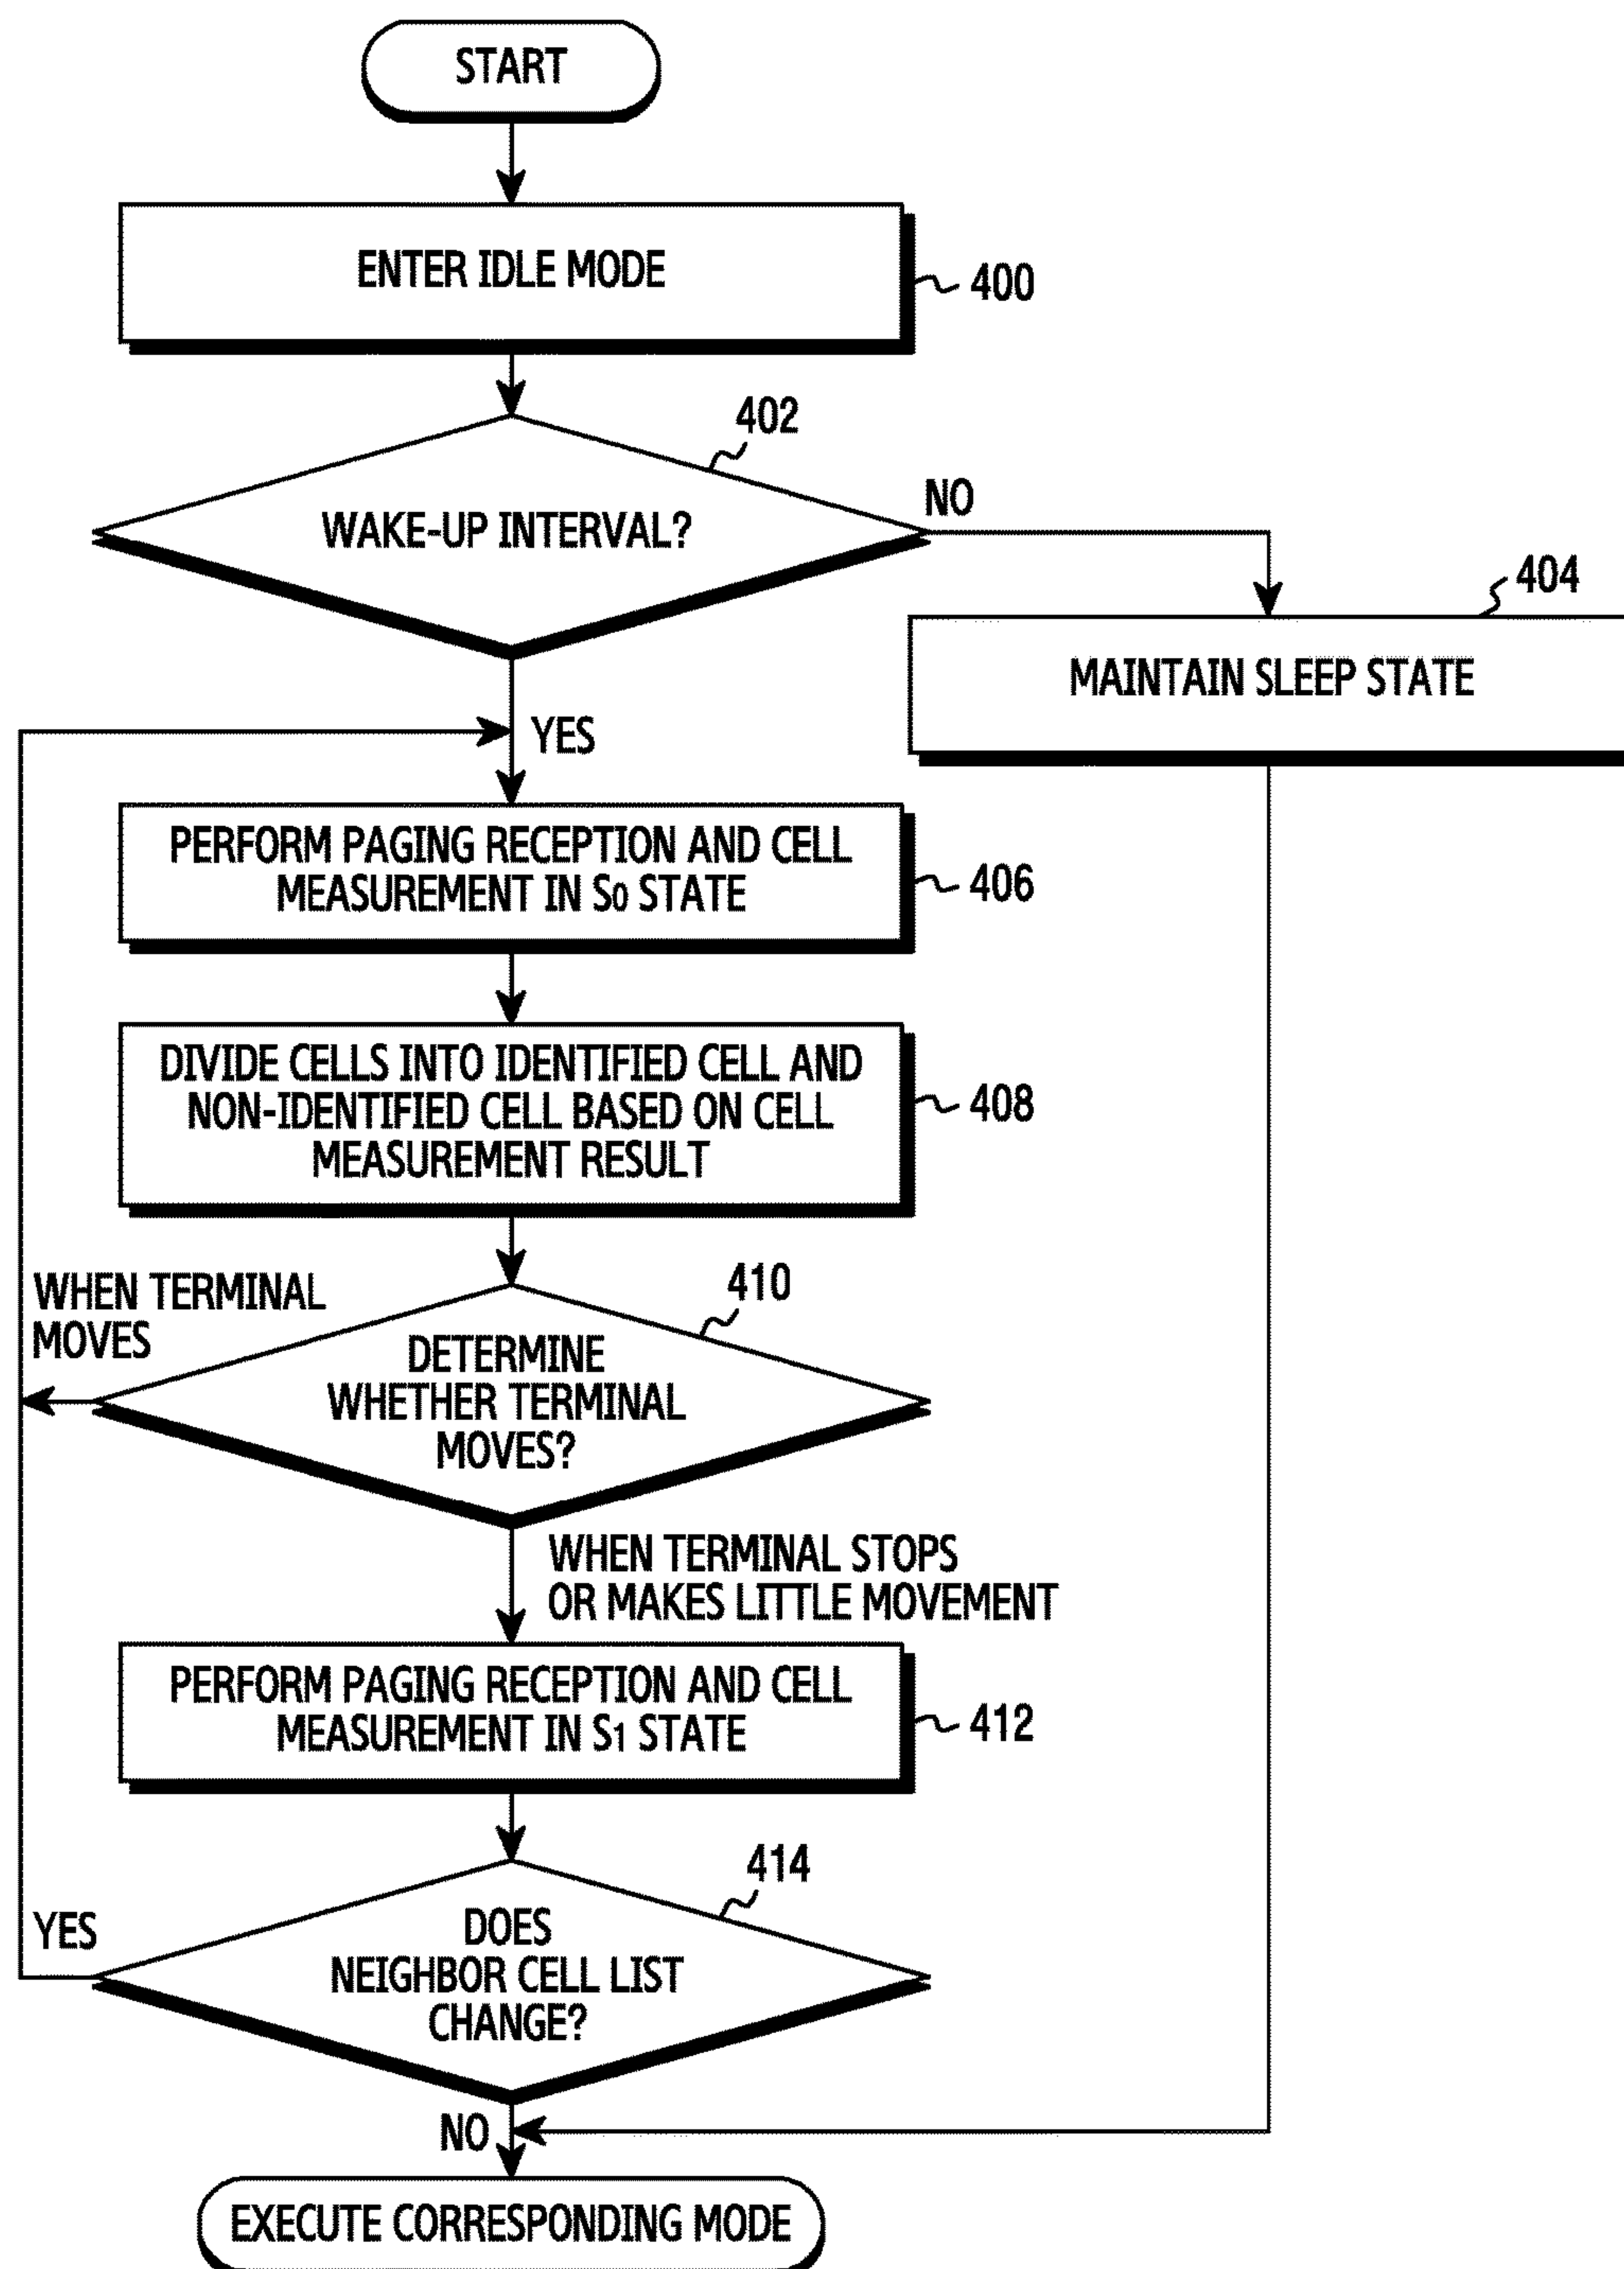 START
ENTER IDLE MODE
400
402
WAKE-UP INTERVAL?
NO
404
MAINTAIN SLEEP STATE
YES
PERFORM PAGING RECEPTION AND CELL
MEASUREMENT IN S0 STATE
406
DIVIDE CELLS INTO IDENTIFIED CELL AND
NON-IDENTIFIED CELL BASED ON CELL
MEASUREMENT RESULT
408
WHEN TERMINAL
MOVES
410
DETERMINE
WHETHER TERMINAL
MOVES?
WHEN TERMINAL STOPS
OR MAKES LITTLE MOVEMENT
PERFORM PAGING RECEPTION AND CELL
MEASUREMENT IN S1 STATE
412
414
YES
DOES
NEIGHBOR CELL LIST
CHANGE?
NO
EXECUTE CORRESPONDING MODE